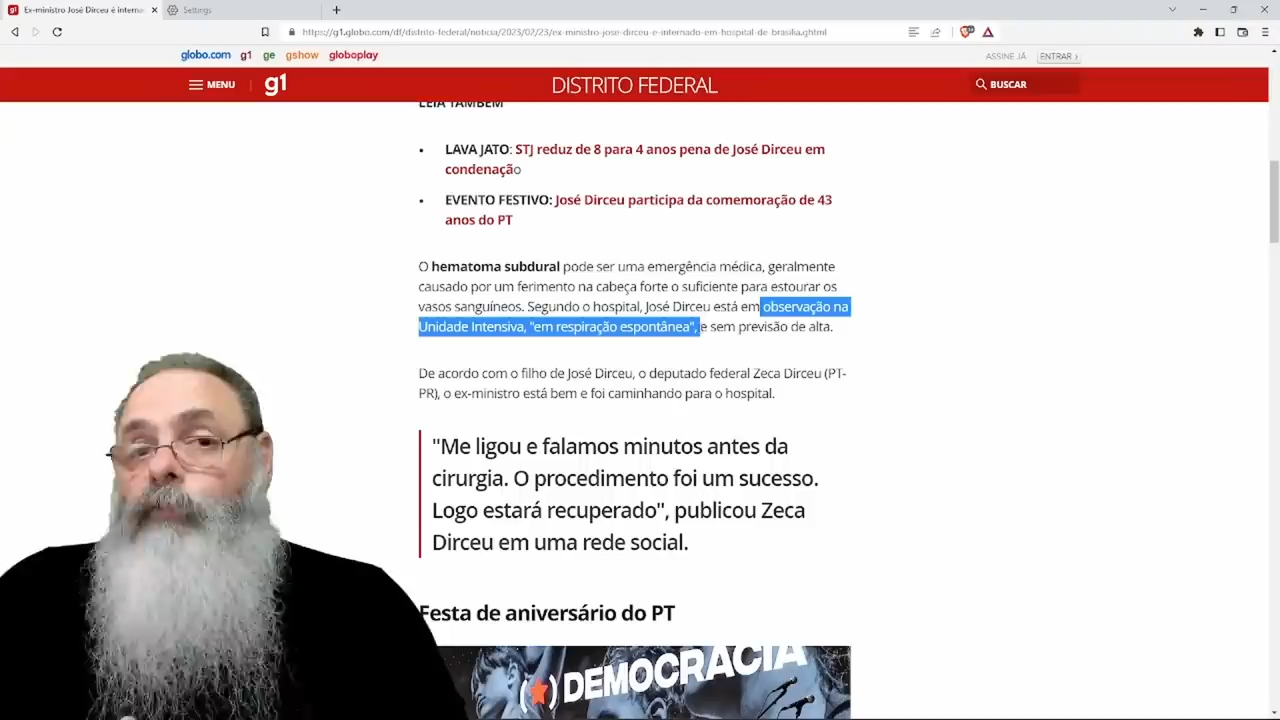 Ex-ministro José Dirceu é interna
Settings
https://g1.globo.com/df/distrito-federal/noticia/2023/02/23/ex-ministro-jose-dirceu-e-internado-em-hospital-de-brasilia.ghtml
globo.com g1 ge gshow globoplay
ASSINE JÁ ENTRAR ›
MENU g1 DISTRITO FEDERAL BUSCAR
LEIA TAMBÉM
• LAVA JATO: STJ reduz de 8 para 4 anos pena de José Dirceu em
condenação
• EVENTO FESTIVO: José Dirceu participa da comemoração de 43
anos do PT
O hematoma subdural pode ser uma emergência médica, geralmente
causado por um ferimento na cabeça forte o suficiente para estourar os
vasos sanguíneos. Segundo o hospital, José Dirceu está em observação na
Unidade Intensiva, "em respiração espontânea", e sem previsão de alta.
De acordo com o filho de José Dirceu, o deputado federal Zeca Dirceu (PT-
PR), o ex-ministro está bem e foi caminhando para o hospital.
"Me ligou e falamos minutos antes da
cirurgia. O procedimento foi um sucesso.
Logo estará recuperado", publicou Zeca
Dirceu em uma rede social.
Festa de aniversário do PT
DEMOCRACIA